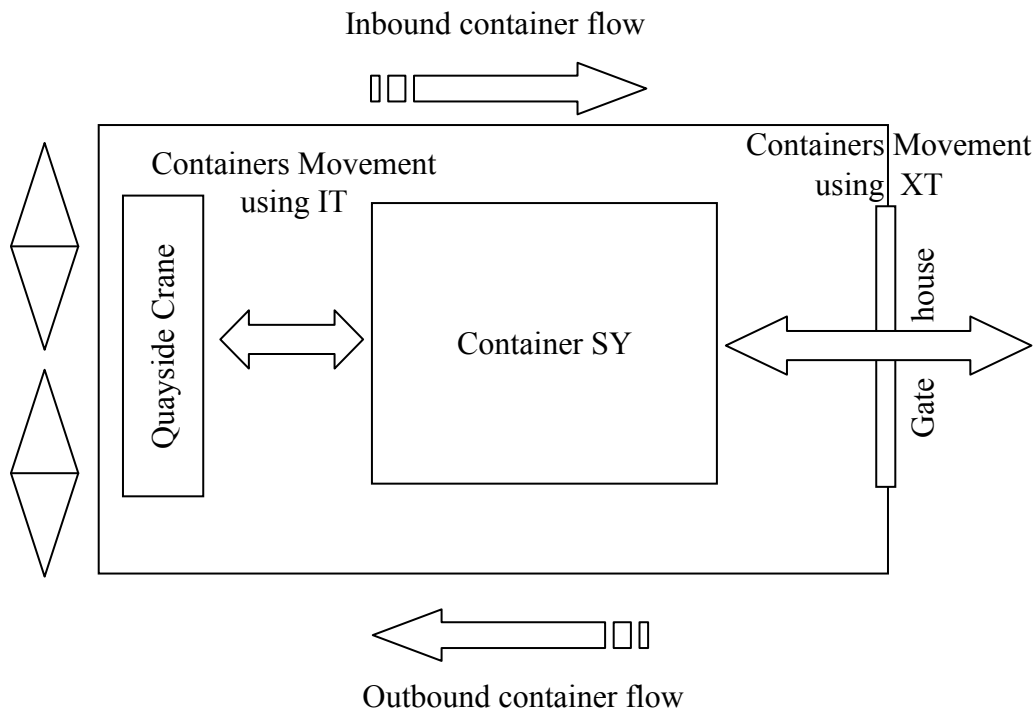 Inbound container flow
Containers Movement
using IT
Containers Movement
using XT
Quayside Crane
Container SY
Gate house
Outbound container flow